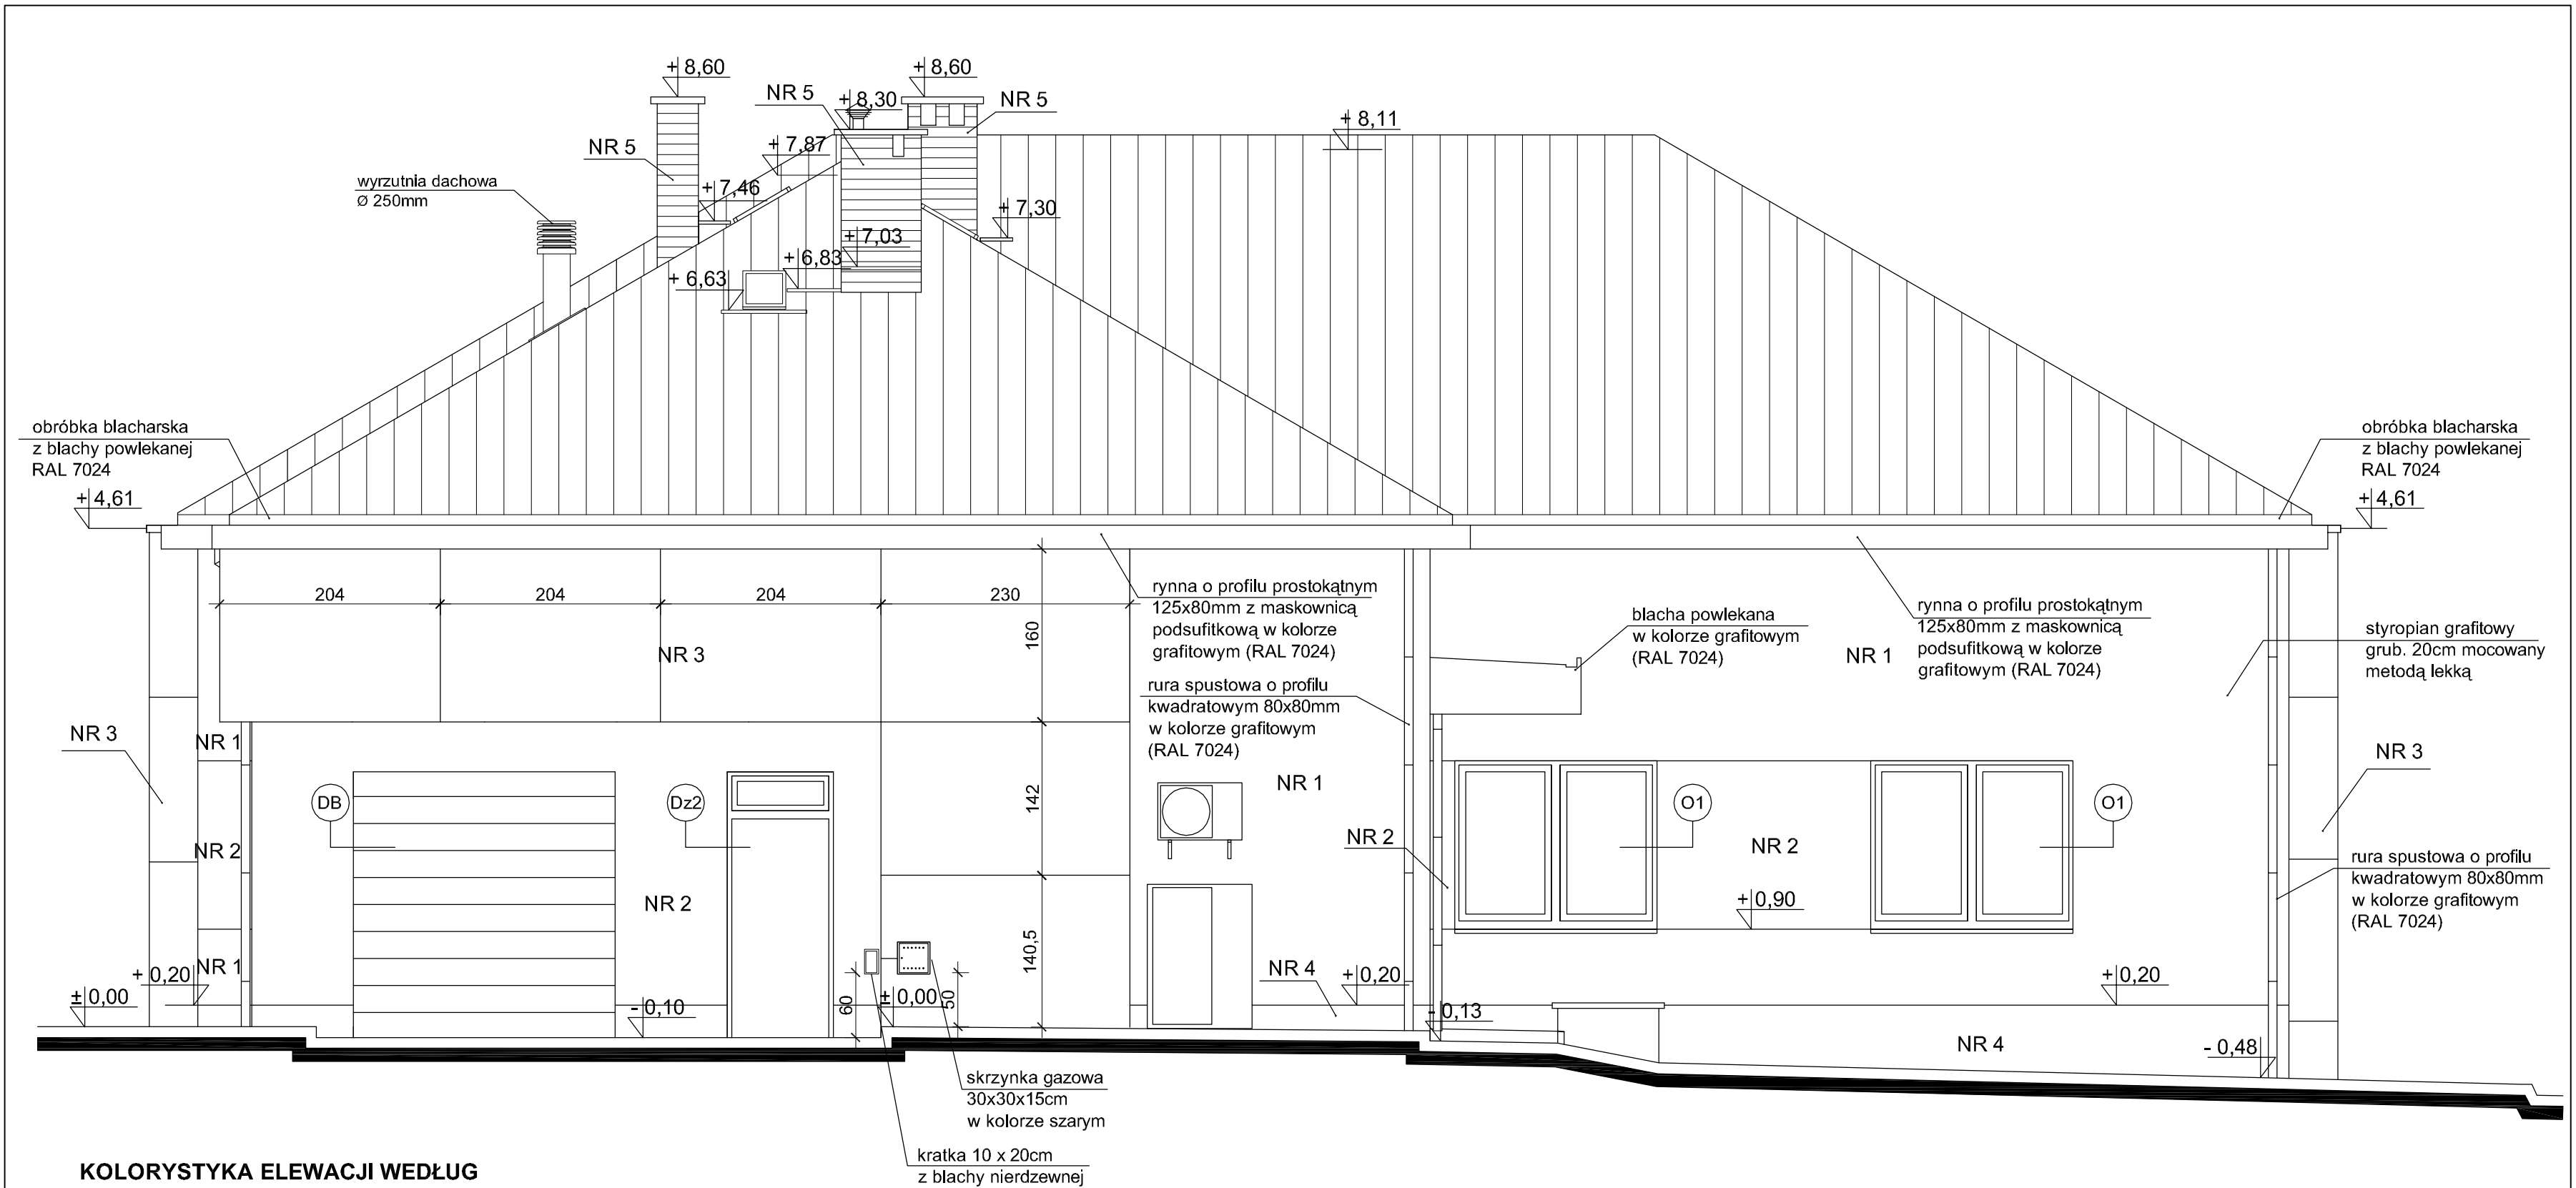 + 8,60
+ 8,60
NR 5
+ 8,30
NR 5
+ 8,11
NR 5
+ 7,87
wyrzutnia dachowa
Ø 250mm
+ 7,46
+ 7,30
+ 7,03
+ 6,83
+ 6,63
obróbka blacharska
z blachy powlekanej
RAL 7024
obróbka blacharska
z blachy powlekanej
RAL 7024
+ 4,61
+ 4,61
204
204
204
230
160
NR 3
rynna o profilu prostokątnym
125x80mm z maskownicą
podsufitkową w kolorze
grafitowym (RAL 7024)
blacha powlekana
w kolorze grafitowym
(RAL 7024)
rynna o profilu prostokątnym
125x80mm z maskownicą
podsufitkową w kolorze
grafitowym (RAL 7024)
NR 1
styropian grafitowy
grub. 20cm mocowany
metodą lekką
rura spustowa o profilu
kwadratowym 80x80mm
w kolorze grafitowym
(RAL 7024)
NR 3
NR 1
NR 1
NR 3
DB
Dz2
142
O1
O1
NR 2
NR 2
NR 2
NR 2
rura spustowa o profilu
kwadratowym 80x80mm
w kolorze grafitowym
(RAL 7024)
+ 0,90
140,5
NR 1
+ 0,20
NR 4
+ 0,20
+ 0,20
± 0,00
- 0,10
60
± 0,00
50
- 0,13
NR 4
- 0,48
skrzynka gazowa
30x30x15cm
w kolorze szarym
kratka 10 x 20cm
z blachy nierdzewnej
KOLORYSTYKA ELEWACJI WEDŁUG